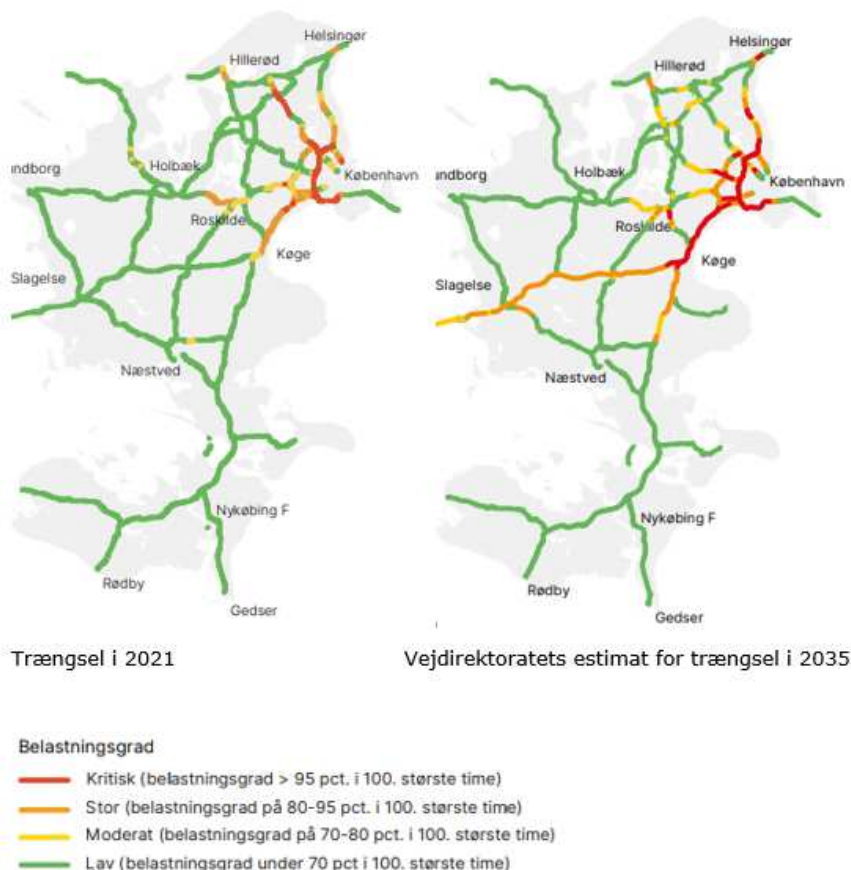 Helsingør
Hillerød
Holbæk
København
ndborg
Roskilde
Køge
Slagelse
Næstved
Nykøbing F
Rødby
Gedser
Helsingør
Hillerød
Holbæk
København
ndborg
Roskilde
Køge
Slagelse
Næstved
Nykøbing F
Rødby
Gedser
Trængsel i 2021
Vejdirektoratets estimat for trængsel i 2035
Belastningsgrad
Kritisk (belastningsgrad > 95 pct. i 100. største time)
Stor (belastningsgrad på 80-95 pct. i 100. største time)
Moderat (belastningsgrad på 70-80 pct. i 100. største time)
Lav (belastningsgrad under 70 pct i 100. største time)